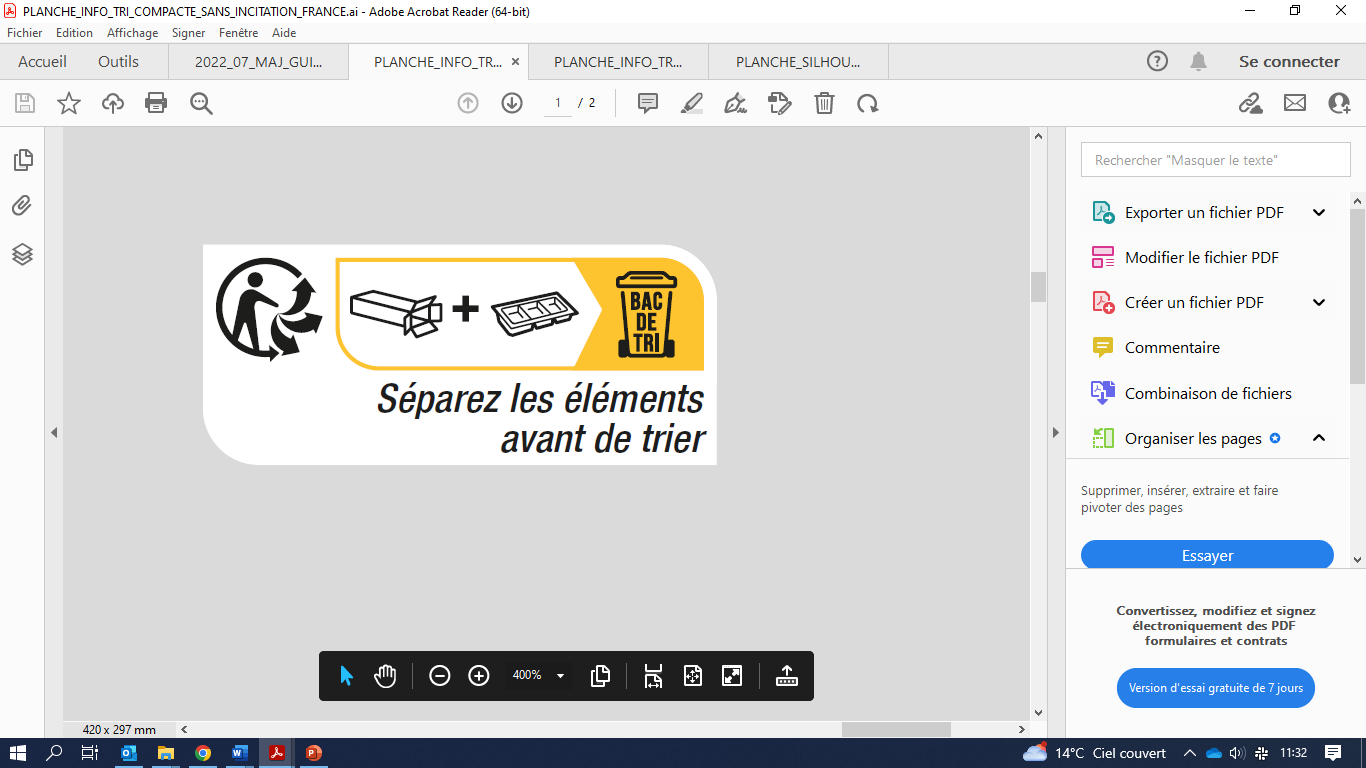 PLANCHE_INFO_TRI_COMPACTE_SANS_INCITATION_FRANCE.ai - Adobe Acrobat Reader (64-bit)
Fichier Edition Affichage Signer Fenêtre Aide
Accueil Outils 2022_07_MAJ_GUI... PLANCHE_INFO_TR... PLANCHE_INFO_TR... PLANCHE_SILHOU... Se connecter
1 / 2
Rechercher "Masquer le texte"
Exporter un fichier PDF
Modifier le fichier PDF
Créer un fichier PDF
Commentaire
Combinaison de fichiers
Organiser les pages
Supprimer, insérer, extraire et faire
pivoter des pages
Essayer
Convertissez, modifiez et signez
électroniquement des PDF
formulaires et contrats
Version d'essai gratuite de 7 jours
+
BAC
DE
TRI
Séparez les éléments
avant de trier
400%
420 x 297 mm
14°C Ciel couvert 11:32